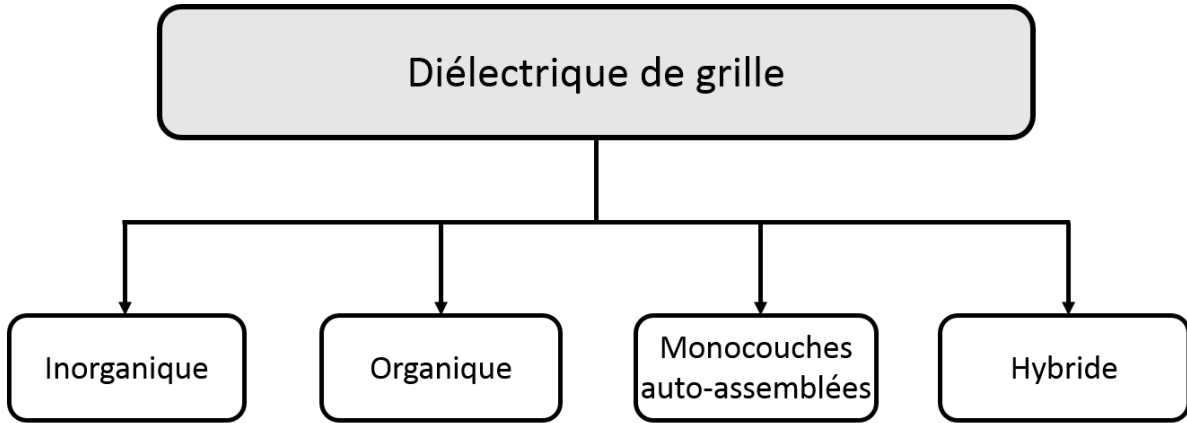 Diélectrique de grille
Inorganique
Organique
Monocouches
auto-assemblées
Hybride